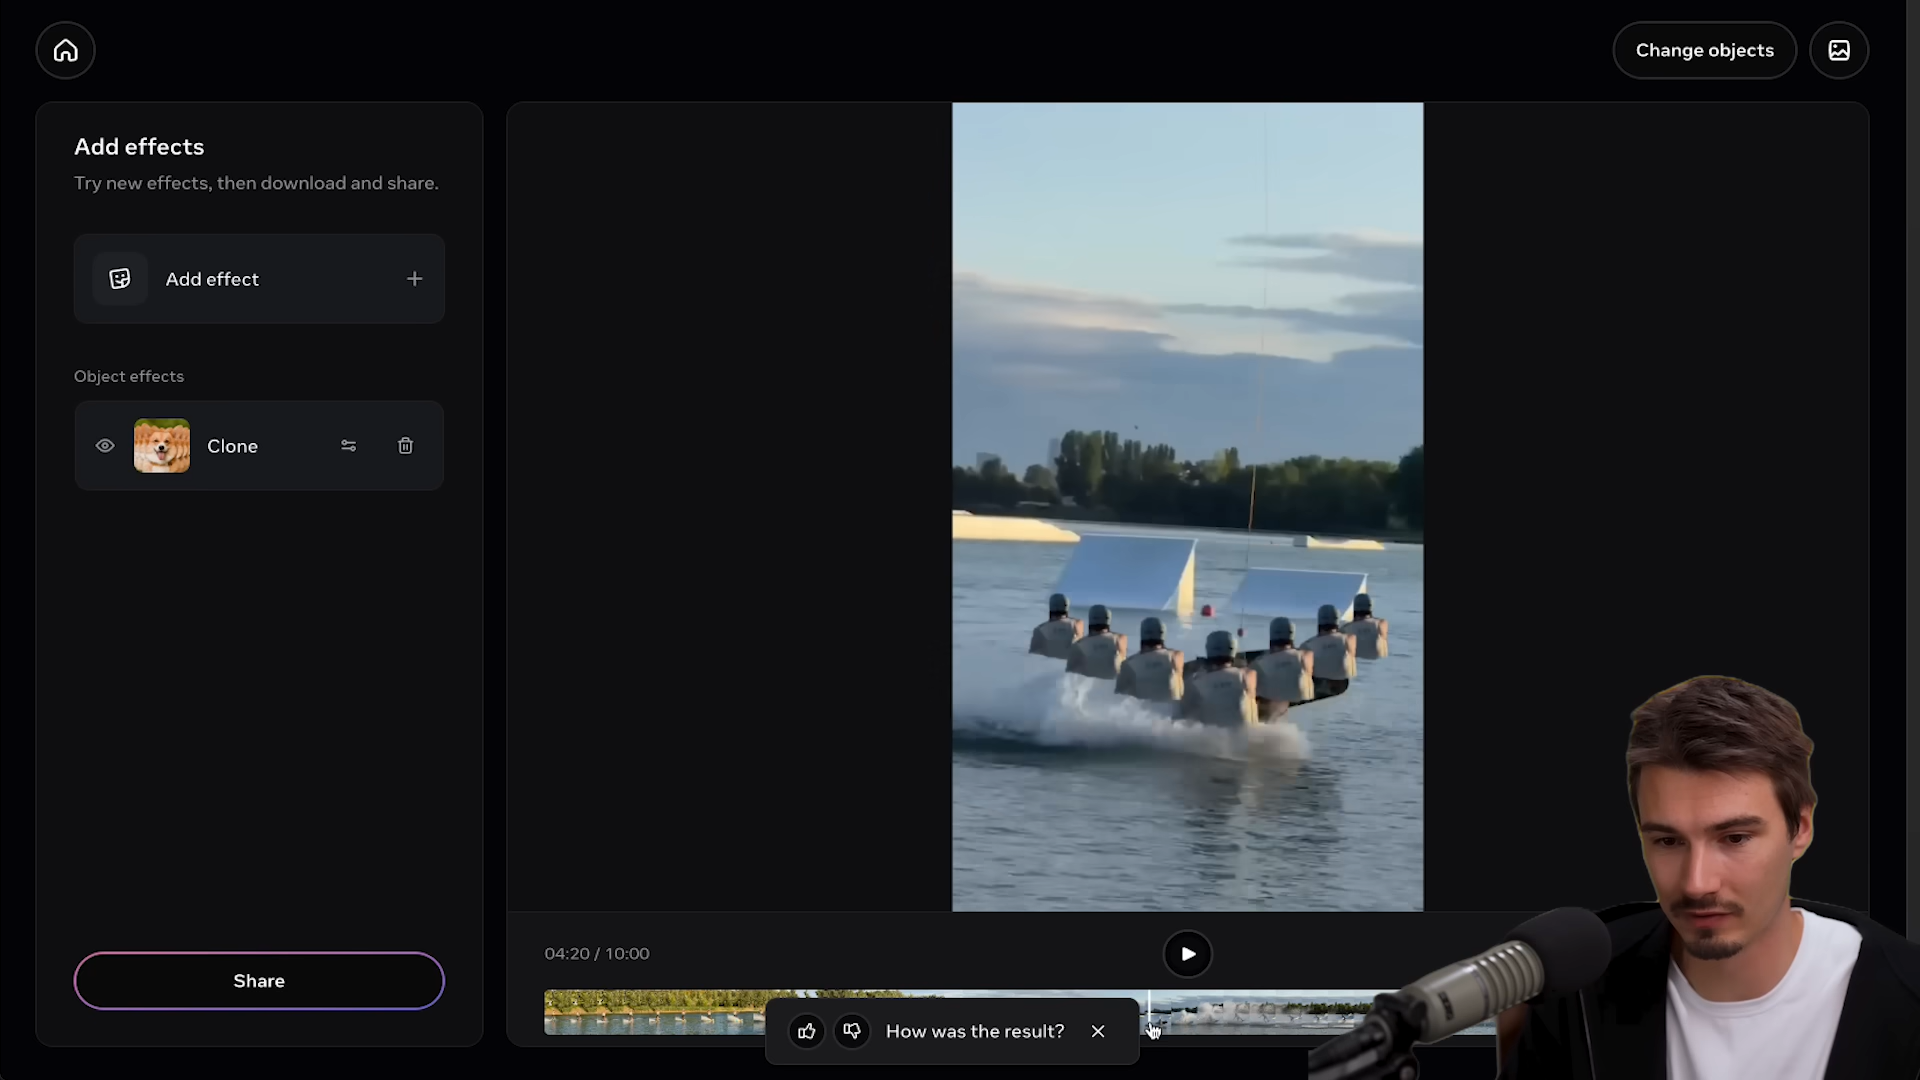 Change objects
Add effects
Try new effects, then download and share.
Add effect
Object effects
Clone
Share
04:20 / 10:00
How was the result?